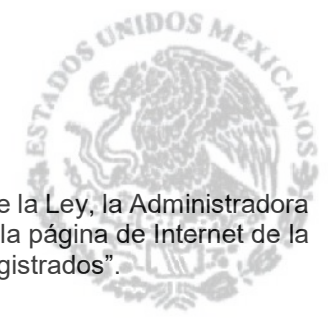 ESTADOS UNIDOS MEXICANOS
e la Ley, la Administradora
la página de Internet de la
gistrados”.